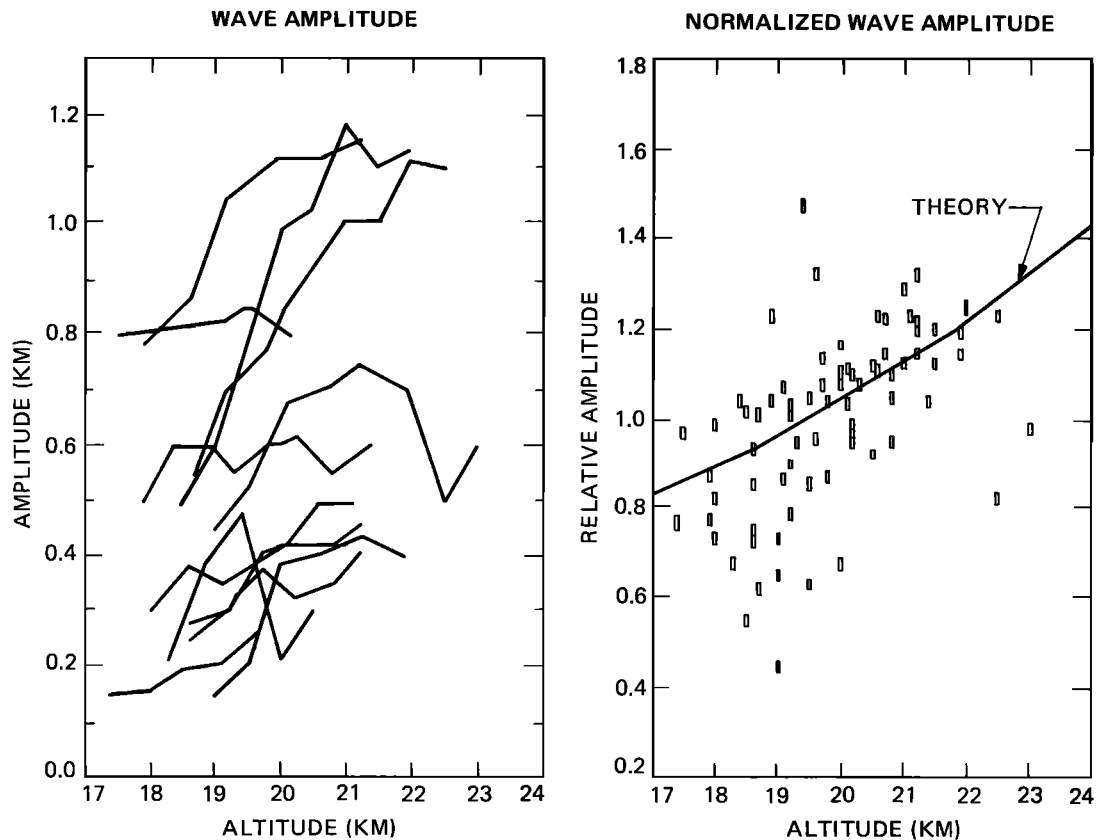 WAVE AMPLITUDE
1.2
1.0
0.8
0.6
0.4
0.2
0.0
AMPLITUDE (KM)
17 18 19 20 21 22 23 24
ALTITUDE (KM)
NORMALIZED WAVE AMPLITUDE
1.8
1.6
1.4
1.2
1.0
0.8
0.6
0.4
0.2
RELATIVE AMPLITUDE
THEORY
17 18 19 20 21 22 23 24
ALTITUDE (KM)